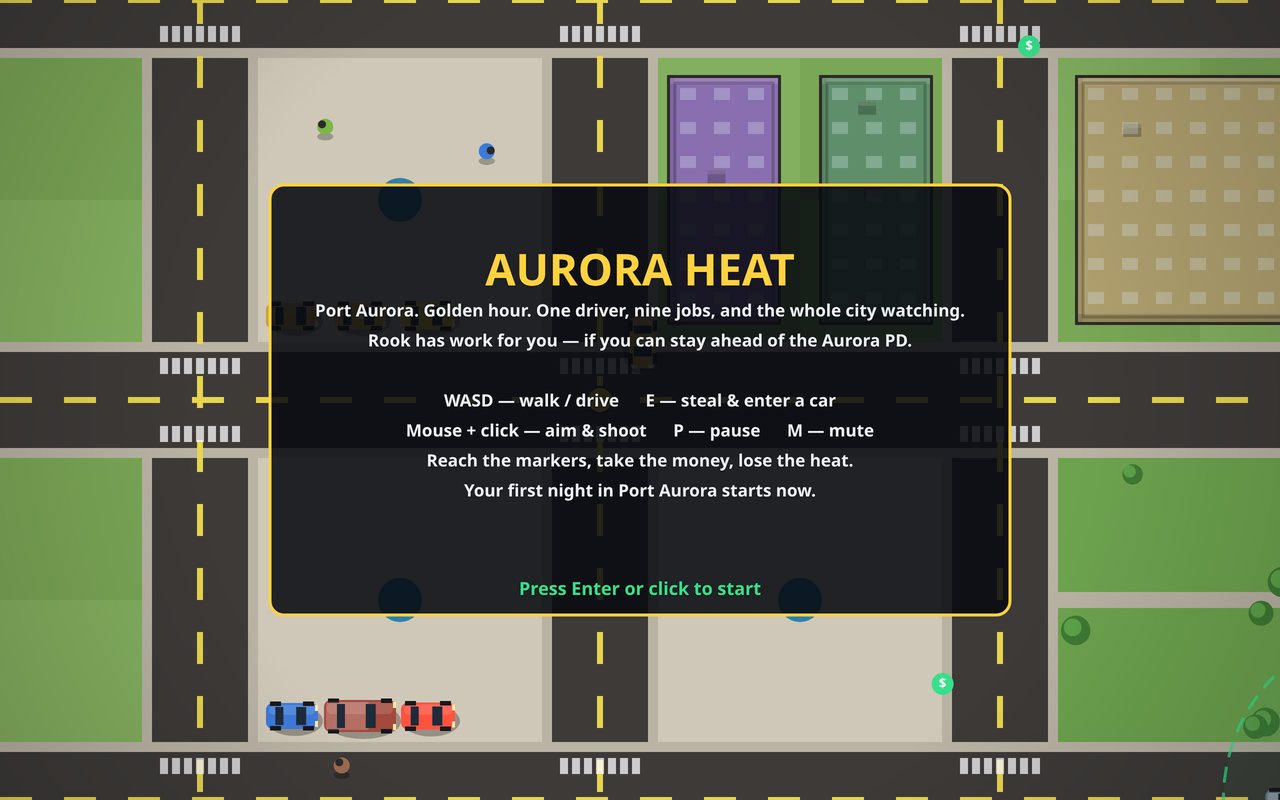 $
AURORA HEAT
Port Aurora. Golden hour. One driver, nine jobs, and the whole city watching.
Rook has work for you — if you can stay ahead of the Aurora PD.
WASD — walk / drive E — steal & enter a car
Mouse + click — aim & shoot P — pause M — mute
Reach the markers, take the money, lose the heat.
Your first night in Port Aurora starts now.
Press Enter or click to start
$